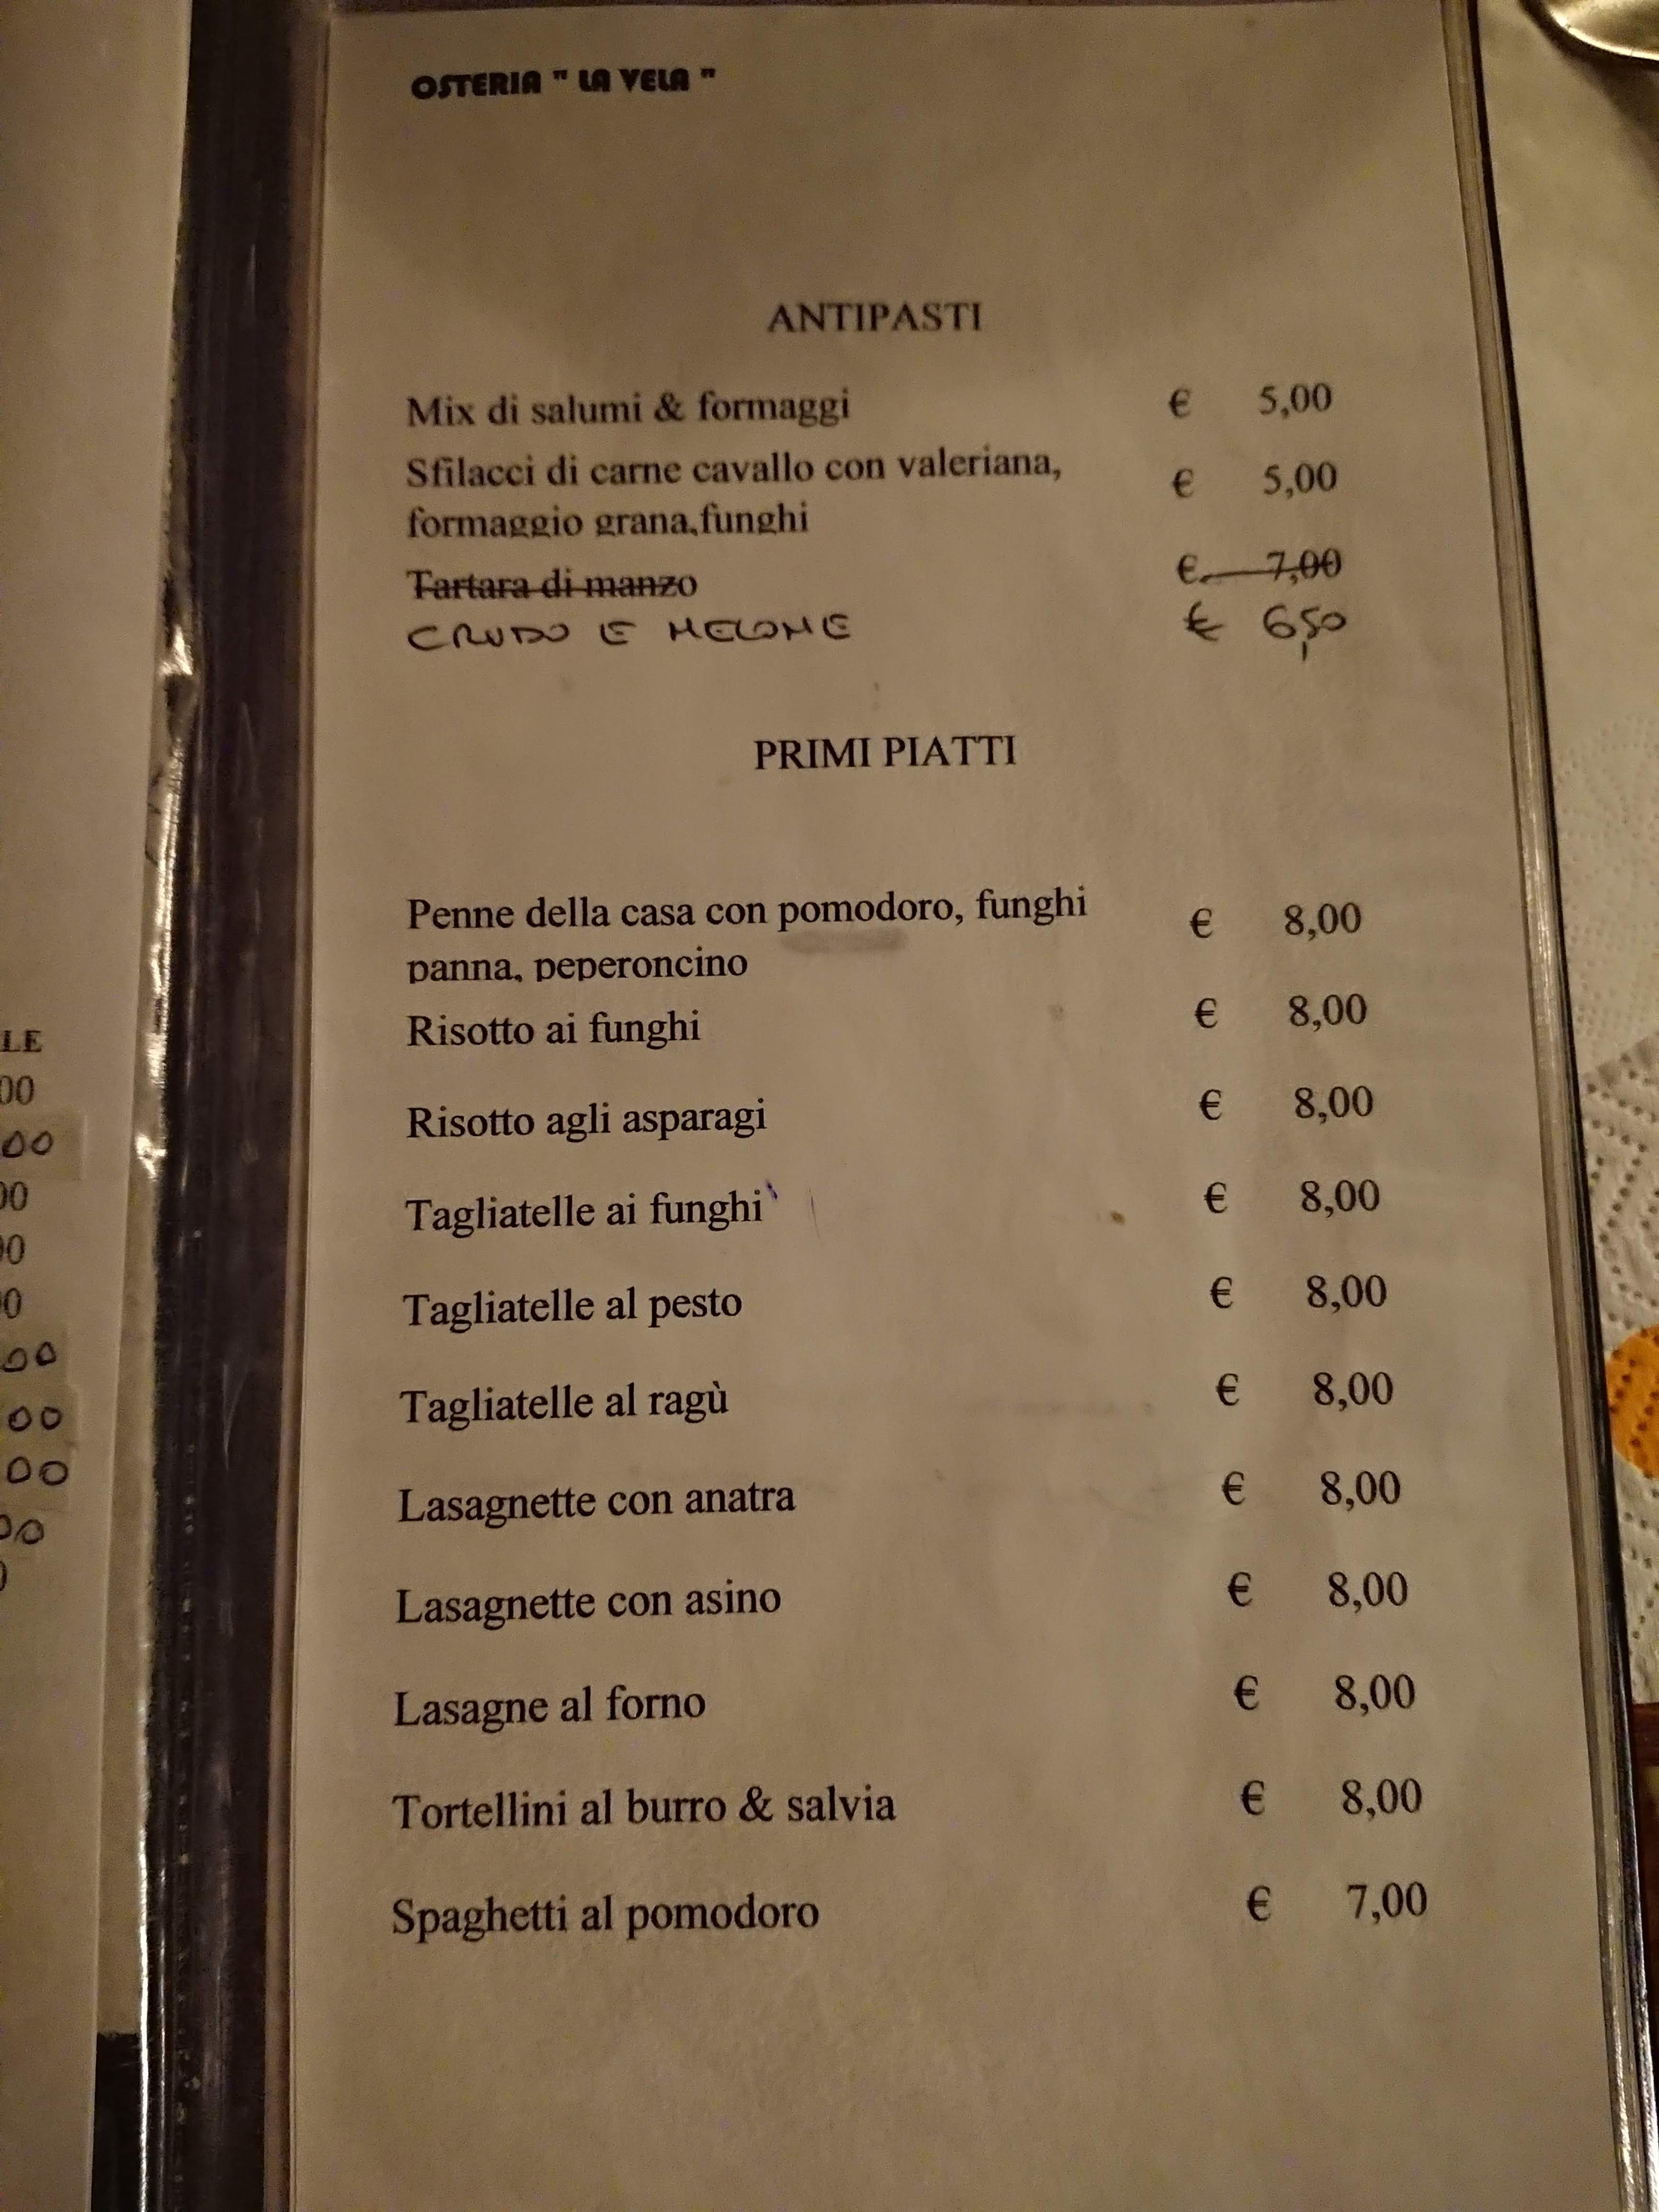 OSTERIA " LA VELA "
ANTIPASTI
Mix di salumi & formaggi € 5,00
Sfilacci di carne cavallo con valeriana, € 5,00
formaggio grana,funghi
Tartara di manzo € 7,00
CRUDO E MELONE € 6,50
PRIMI PIATTI
Penne della casa con pomodoro, funghi € 8,00
panna, peperoncino
Risotto ai funghi € 8,00
Risotto agli asparagi € 8,00
Tagliatelle ai funghi € 8,00
Tagliatelle al pesto € 8,00
Tagliatelle al ragù € 8,00
Lasagnette con anatra € 8,00
Lasagnette con asino € 8,00
Lasagne al forno € 8,00
Tortellini al burro & salvia € 8,00
Spaghetti al pomodoro € 7,00